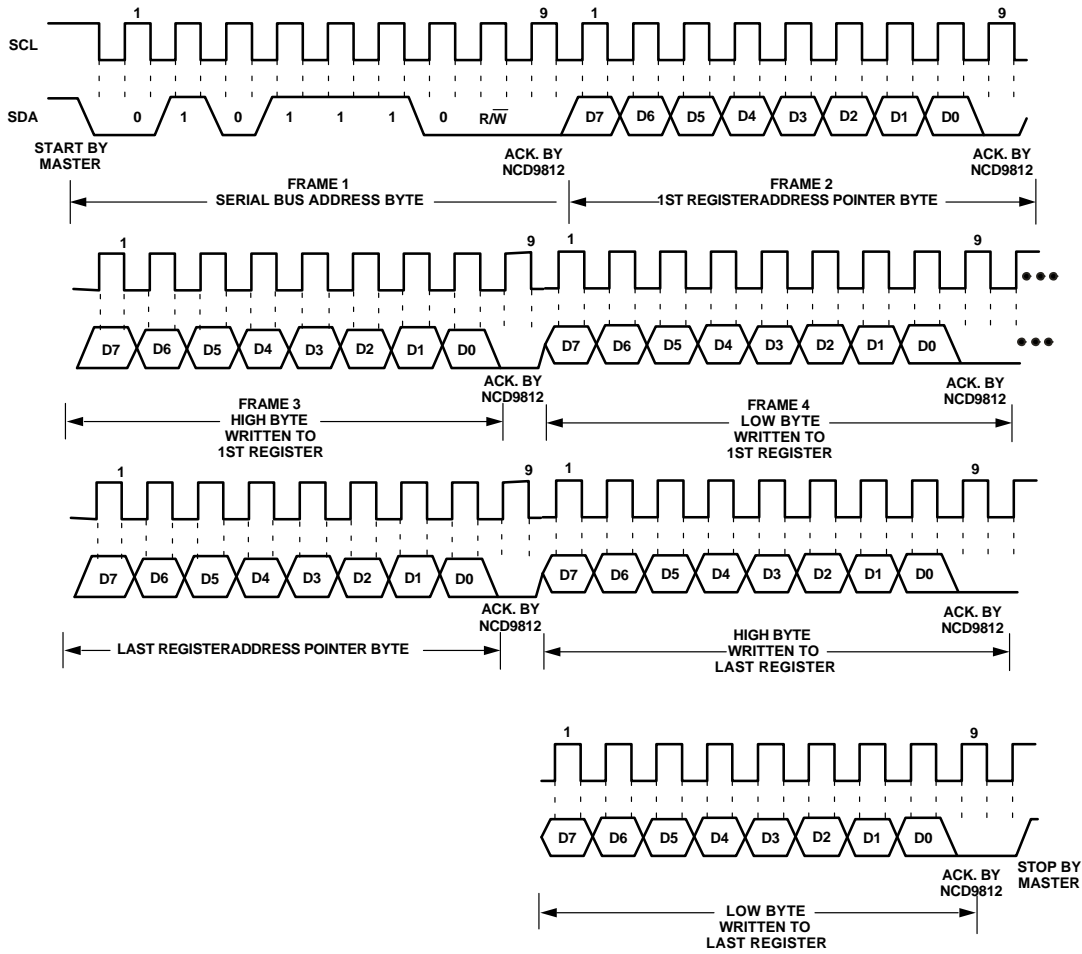 1 9 1 9
SCL
SDA
0 1 0 1 1 1 0 R/W D7 D6 D5 D4 D3 D2 D1 D0
START BY
MASTER
ACK. BY
NCD9812
ACK. BY
NCD9812
FRAME 1
SERIAL BUS ADDRESS BYTE
FRAME 2
1ST REGISTERADDRESS POINTER BYTE
1 9 1 9
D7 D6 D5 D4 D3 D2 D1 D0 D7 D6 D5 D4 D3 D2 D1 D0
ACK. BY
NCD9812
ACK. BY
NCD9812
FRAME 3
HIGH BYTE
WRITTEN TO
1ST REGISTER
FRAME 4
LOW BYTE
WRITTEN TO
1ST REGISTER
1 9 1 9
D7 D6 D5 D4 D3 D2 D1 D0 D7 D6 D5 D4 D3 D2 D1 D0
ACK. BY
NCD9812
ACK. BY
NCD9812
LAST REGISTERADDRESS POINTER BYTE
HIGH BYTE
WRITTEN TO
LAST REGISTER
1 9
D7 D6 D5 D4 D3 D2 D1 D0
ACK. BY
NCD9812
STOP BY
MASTER
LOW BYTE
WRITTEN TO
LAST REGISTER